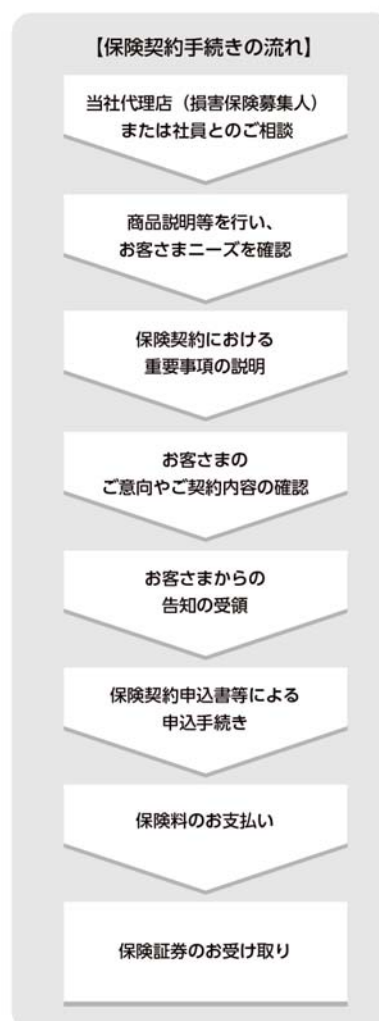 【保険契約手続きの流れ】
当社代理店（損害保険募集人）
または社員とのご相談
商品説明等を行い、
お客さまニーズを確認
保険契約における
重要事項の説明
お客さまの
ご意向やご契約内容の確認
お客さまからの
告知の受領
保険契約申込書等による
申込手続き
保険料のお支払い
保険証券のお受け取り